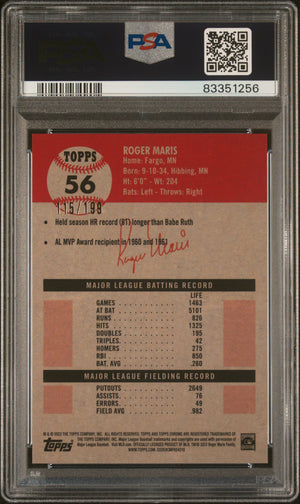 PSA
83351256
TOPPS
56
115/199
ROGER MARIS
Home: Fargo, MN
Born: 9-10-34, Hibbing, MN
Ht: 6'0" - Wt: 204
Bats: Left - Throws: Right
• Held season HR record (61) longer than Babe Ruth
• AL MVP Award recipient in 1960 and 1961
Roger Maris
MAJOR LEAGUE BATTING RECORD
LIFE
GAMES 1463
AT BAT 5101
RUNS 826
HITS 1325
DOUBLES 195
TRIPLES 42
HOMERS 275
RBI 850
BAT. AVG .260
MAJOR LEAGUE FIELDING RECORD
PUTOUTS 2649
ASSISTS 76
ERRORS 49
FIELD AVG .982
Topps